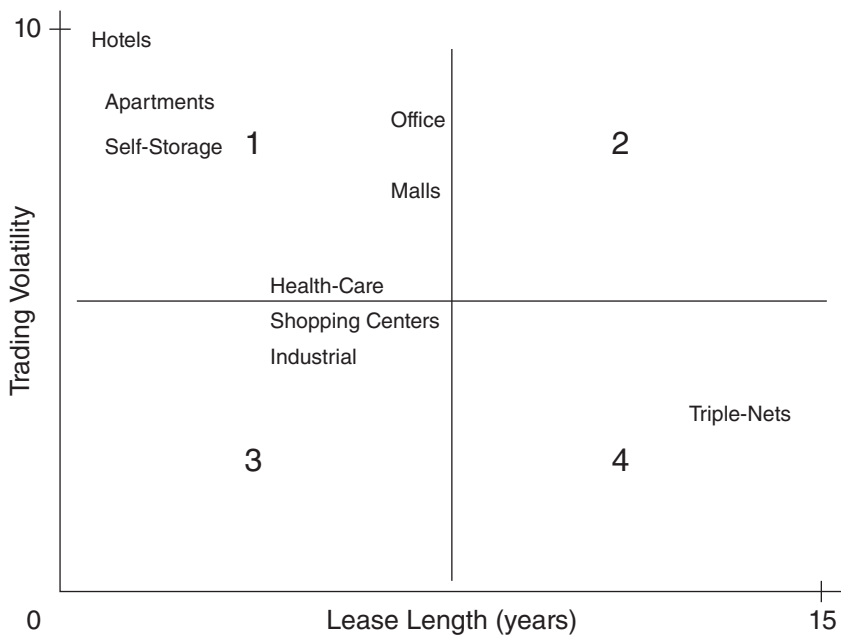 10
Hotels
Apartments
Office
Self-Storage
1
2
Malls
Trading Volatility
Health-Care
Shopping Centers
Industrial
Triple-Nets
3
4
0
Lease Length (years)
15